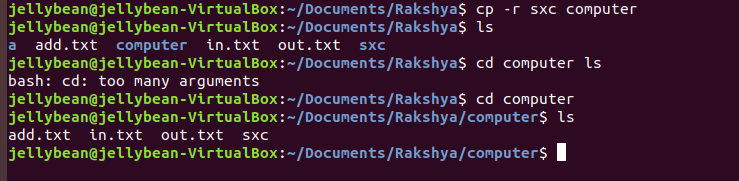 jellybean@jellybean-VirtualBox:~/Documents/Rakshya$ cp -r sxc computer
jellybean@jellybean-VirtualBox:~/Documents/Rakshya$ ls
a  add.txt  computer  in.txt  out.txt  sxc
jellybean@jellybean-VirtualBox:~/Documents/Rakshya$ cd computer ls
bash: cd: too many arguments
jellybean@jellybean-VirtualBox:~/Documents/Rakshya$ cd computer
jellybean@jellybean-VirtualBox:~/Documents/Rakshya/computer$ ls
add.txt  in.txt  out.txt  sxc
jellybean@jellybean-VirtualBox:~/Documents/Rakshya/computer$